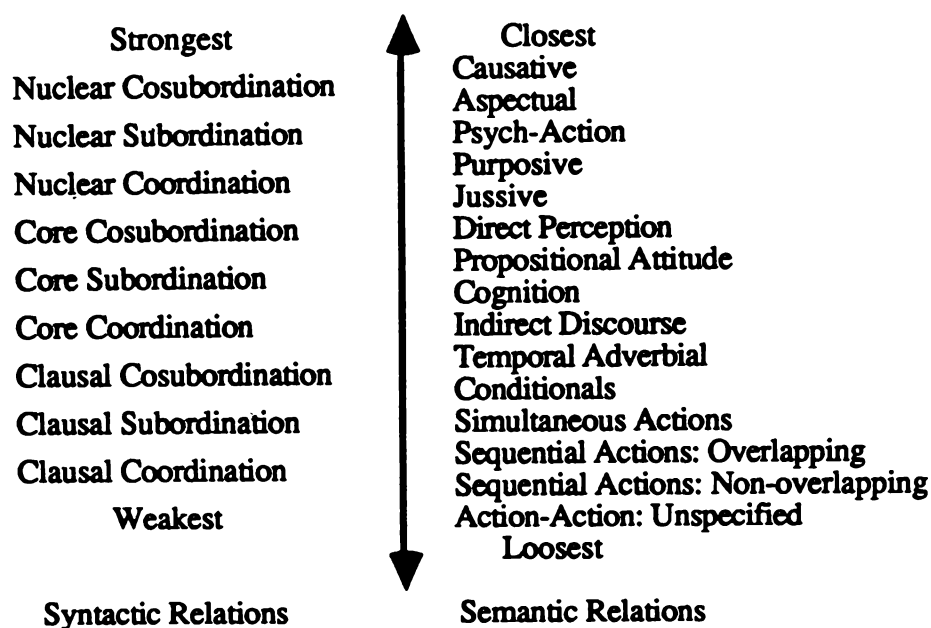 Strongest
Nuclear Cosubordination
Nuclear Subordination
Nuclear Coordination
Core Cosubordination
Core Subordination
Core Coordination
Clausal Cosubordination
Clausal Subordination
Clausal Coordination
Weakest
Syntactic Relations
Closest
Causative
Aspectual
Psych-Action
Purposive
Jussive
Direct Perception
Propositional Attitude
Cognition
Indirect Discourse
Temporal Adverbial
Conditionals
Simultaneous Actions
Sequential Actions: Overlapping
Sequential Actions: Non-overlapping
Action-Action: Unspecified
Loosest
Semantic Relations